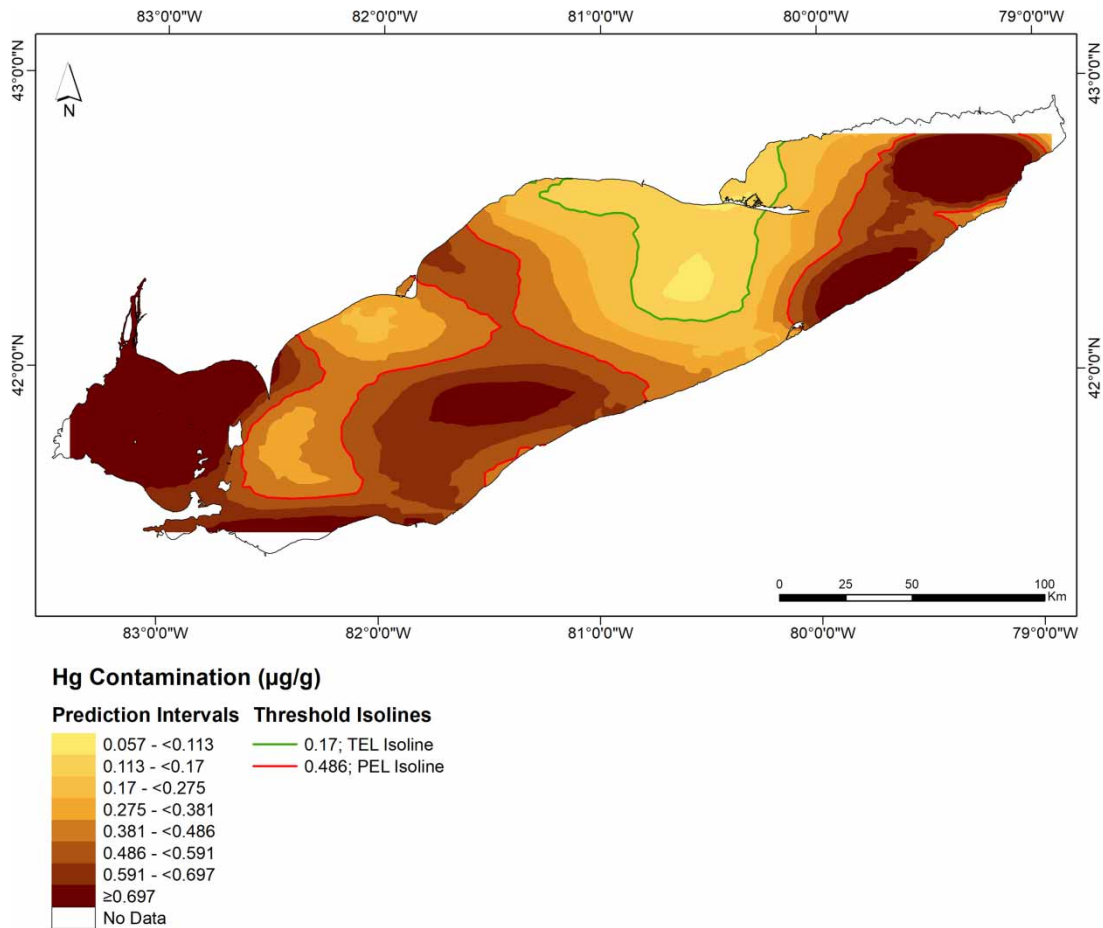 83°0'0"W 82°0'0"W 81°0'0"W 80°0'0"W 79°0'0"W
43°0'0"N 43°0'0"N
N
42°0'0"N 42°0'0"N
0 25 50 100
Km
83°0'0"W 82°0'0"W 81°0'0"W 80°0'0"W 79°0'0"W
Hg Contamination (µg/g)
Prediction Intervals Threshold Isolines
0.057 - <0.113 0.17; TEL Isoline
0.113 - <0.17 0.486; PEL Isoline
0.17 - <0.275
0.275 - <0.381
0.381 - <0.486
0.486 - <0.591
0.591 - <0.697
≥0.697
No Data